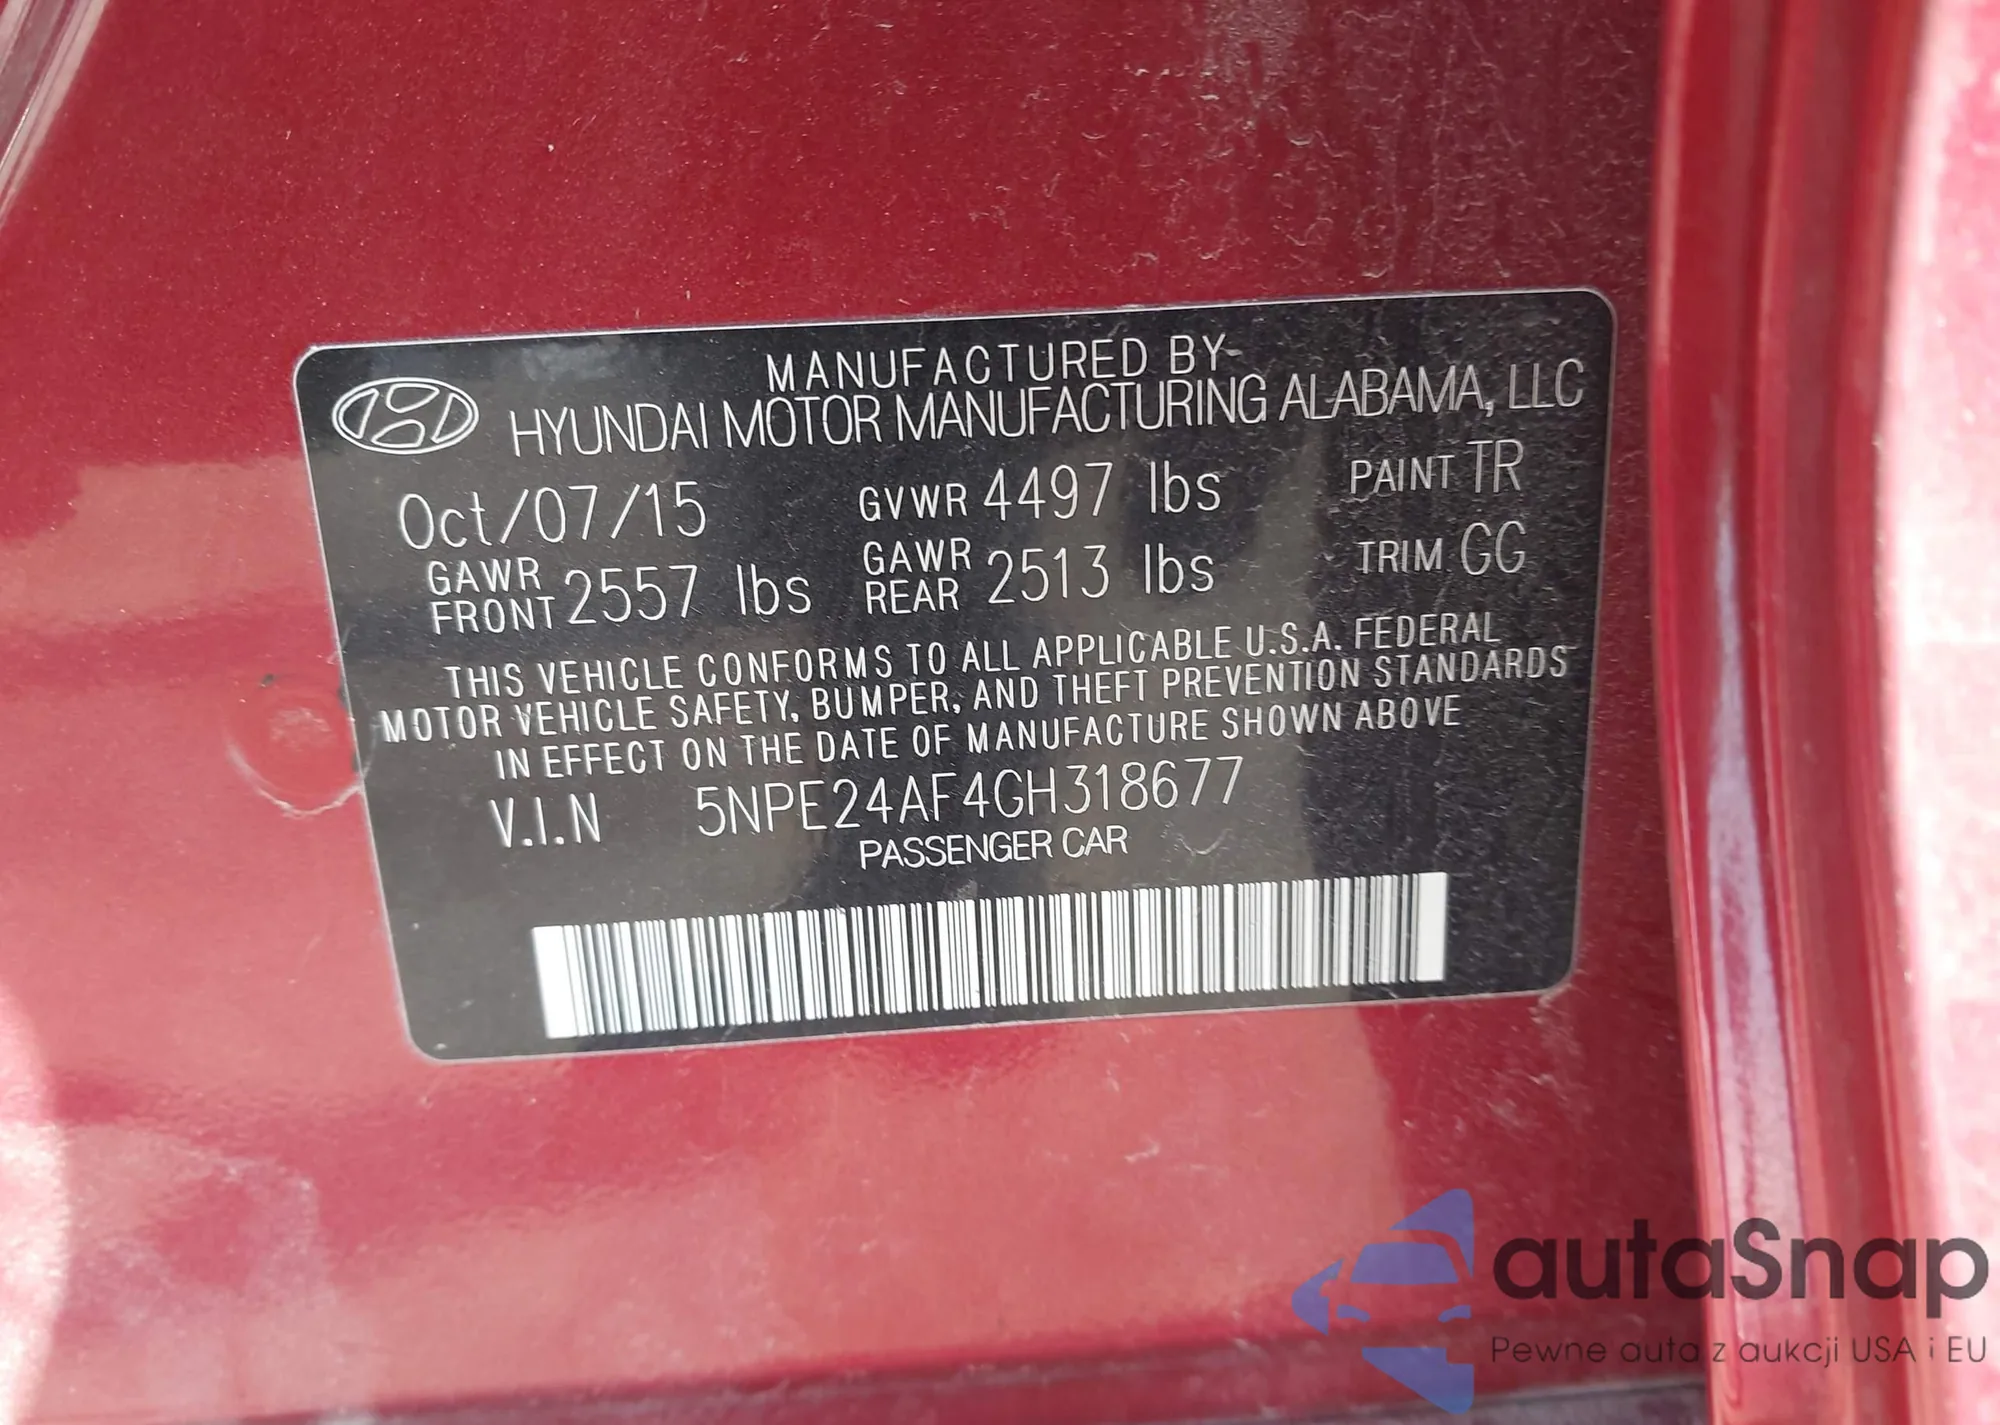 MANUFACTURED BY
HYUNDAI MOTOR MANUFACTURING ALABAMA, LLC
Oct/07/15 GVWR 4497 lbs PAINT TR
GAWR FRONT 2557 lbs GAWR REAR 2513 lbs TRIM GG
THIS VEHICLE CONFORMS TO ALL APPLICABLE U.S.A. FEDERAL
MOTOR VEHICLE SAFETY, BUMPER, AND THEFT PREVENTION STANDARDS
IN EFFECT ON THE DATE OF MANUFACTURE SHOWN ABOVE
V.I.N 5NPE24AF4GH318677
PASSENGER CAR
autaSnap
Pewne auta z aukcji USA i EU